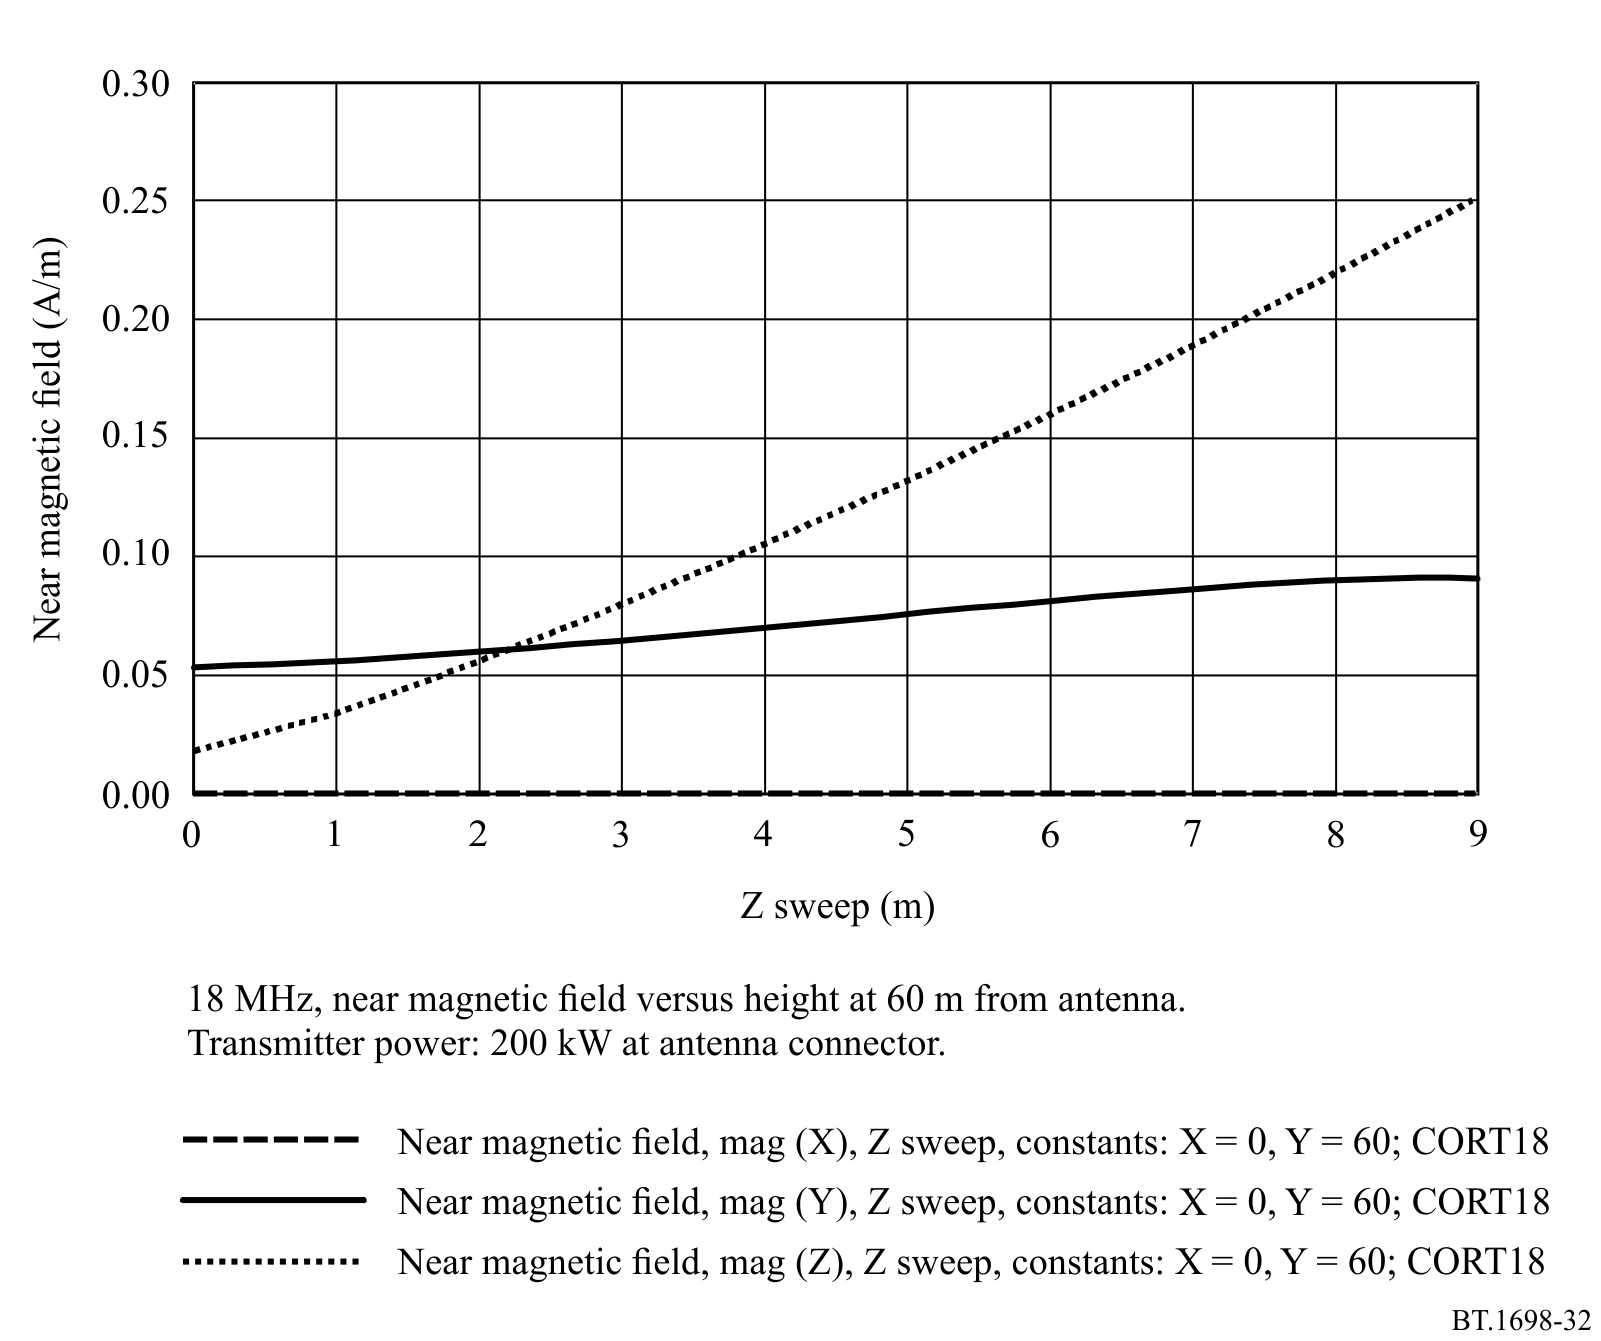 0.30
0.25
0.20
0.15
0.10
0.05
0.00
Near magnetic field (A/m)
0 1 2 3 4 5 6 7 8 9
Z sweep (m)
18 MHz, near magnetic field versus height at 60 m from antenna.
Transmitter power: 200 kW at antenna connector.
Near magnetic field, mag (X), Z sweep, constants: X = 0, Y = 60; CORT18
Near magnetic field, mag (Y), Z sweep, constants: X = 0, Y = 60; CORT18
Near magnetic field, mag (Z), Z sweep, constants: X = 0, Y = 60; CORT18
BT.1698-32